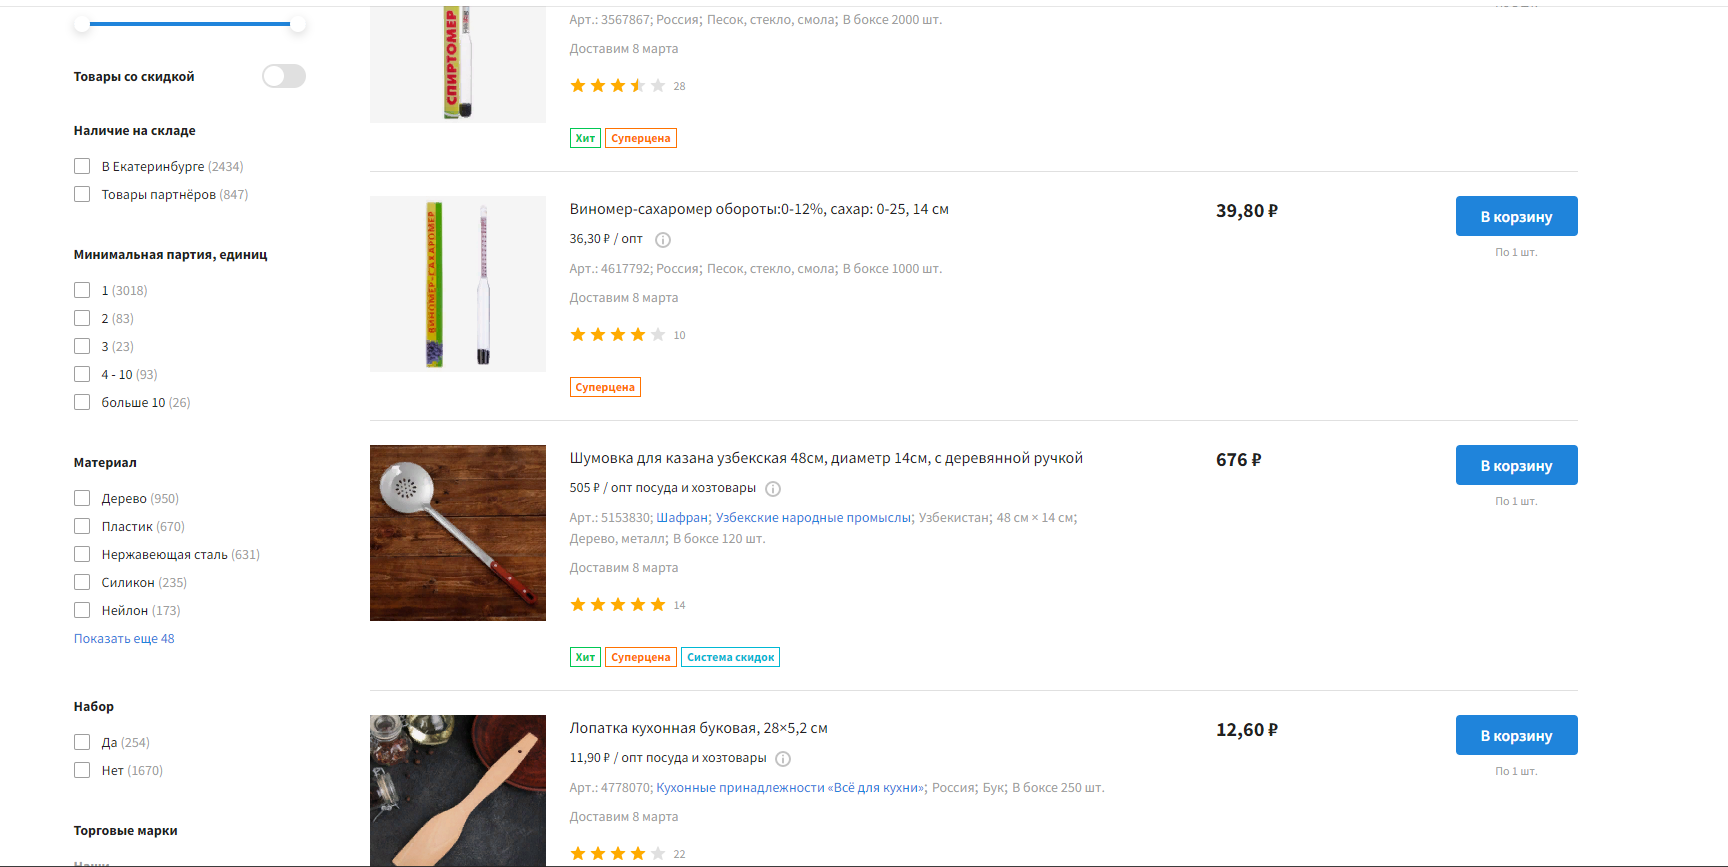 Товары со скидкой
Наличие на складе
В Екатеринбурге (2434)
Товары партнёров (847)
Минимальная партия, единиц
1 (3018)
2 (83)
3 (23)
4 - 10 (93)
больше 10 (26)
Материал
Дерево (950)
Пластик (670)
Нержавеющая сталь (631)
Силикон (235)
Нейлон (173)
Показать еще 48
Набор
Да (254)
Нет (1670)
Торговые марки
СПИРТОМЕР
Арт.: 3567867; Россия; Песок, стекло, смола; В боксе 2000 шт.
Доставим 8 марта
28
Хит Суперцена
ВИНОМЕР-САХАРОМЕР
Виномер-сахаромер обороты:0-12%, сахар: 0-25, 14 см
36,30 ₽ / опт
Арт.: 4617792; Россия; Песок, стекло, смола; В боксе 1000 шт.
Доставим 8 марта
10
Суперцена
39,80 ₽
В корзину
По 1 шт.
Шумовка для казана узбекская 48см, диаметр 14см, с деревянной ручкой
505 ₽ / опт посуда и хозтовары
Арт.: 5153830; Шафран; Узбекские народные промыслы; Узбекистан; 48 см × 14 см;
Дерево, металл; В боксе 120 шт.
Доставим 8 марта
14
Хит Суперцена Система скидок
676 ₽
В корзину
По 1 шт.
Лопатка кухонная буковая, 28×5,2 см
11,90 ₽ / опт посуда и хозтовары
Арт.: 4778070; Кухонные принадлежности «Всё для кухни»; Россия; Бук; В боксе 250 шт.
Доставим 8 марта
22
12,60 ₽
В корзину
По 1 шт.